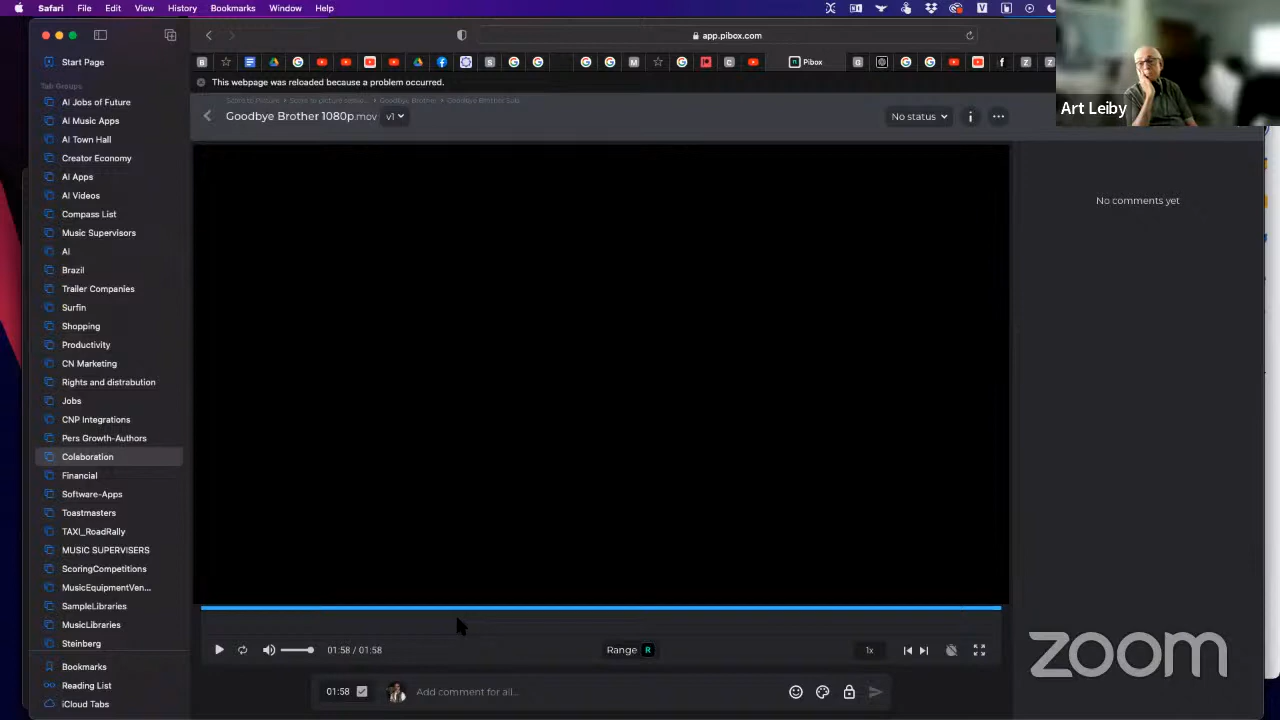 Safari File Edit View History Bookmarks Window Help
app.pibox.com
Pibox
This webpage was reloaded because a problem occurred.
Goodbye Brother 1080p.mov v1
No status
Art Leiby
Start Page
Tab Groups
AI Jobs of Future
AI Music Apps
AI Town Hall
Creator Economy
AI Apps
AI Videos
Compass List
Music Supervisors
AI
Brazil
Trailer Companies
Surfin
Shopping
Productivity
CN Marketing
Rights and distrabution
Jobs
CNP Integrations
Pers Growth-Authors
Colaboration
Financial
Software-Apps
Toastmasters
TAXI_RoadRally
MUSIC SUPERVISERS
ScoringCompetitions
MusicEquipmentVen...
SampleLibraries
MusicLibraries
Steinberg
Bookmarks
Reading List
iCloud Tabs
No comments yet
01:58 / 01:58
Range R
1x
01:58
Add comment for all...
zoom